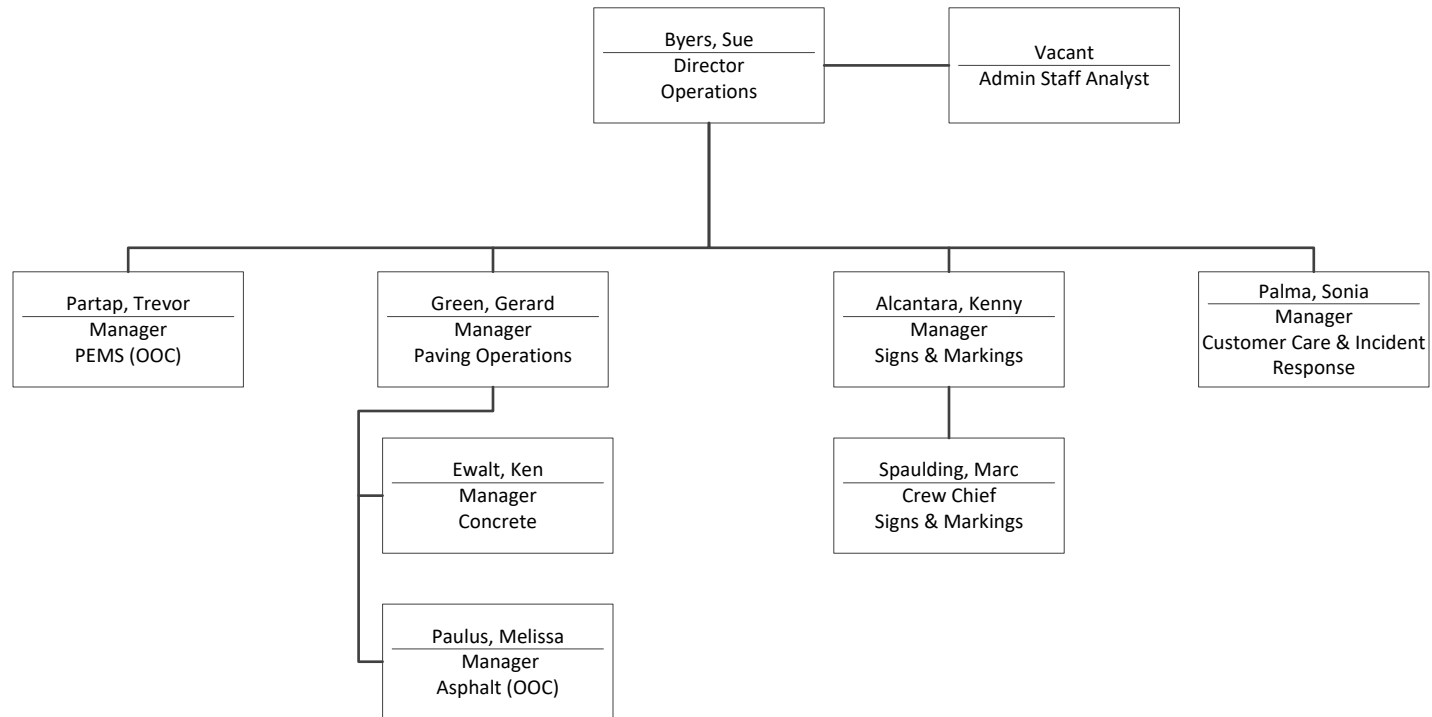 Byers, Sue
Director
Operations
Vacant
Admin Staff Analyst
Partap, Trevor
Manager
PEMS (OOC)
Green, Gerard
Manager
Paving Operations
Alcantara, Kenny
Manager
Signs & Markings
Palma, Sonia
Manager
Customer Care & Incident
Response
Ewalt, Ken
Manager
Concrete
Spaulding, Marc
Crew Chief
Signs & Markings
Paulus, Melissa
Manager
Asphalt (OOC)